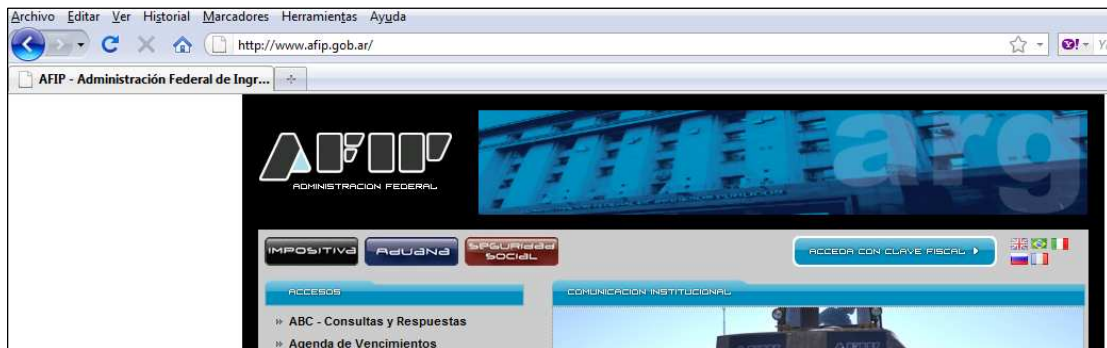 Archivo Editar Ver Historial Marcadores Herramientas Ayuda
http://www.afip.gob.ar/
AFIP - Administración Federal de Ingr...
AFIP
arg
ADMINISTRACION FEDERAL
IMPOSITIVA ADUANA SEGURIDAD SOCIAL
ACCEDA CON CLAVE FISCAL
ACCESOS
COMUNICACION INSTITUCIONAL
» ABC - Consultas y Respuestas
» Agenda de Vencimientos